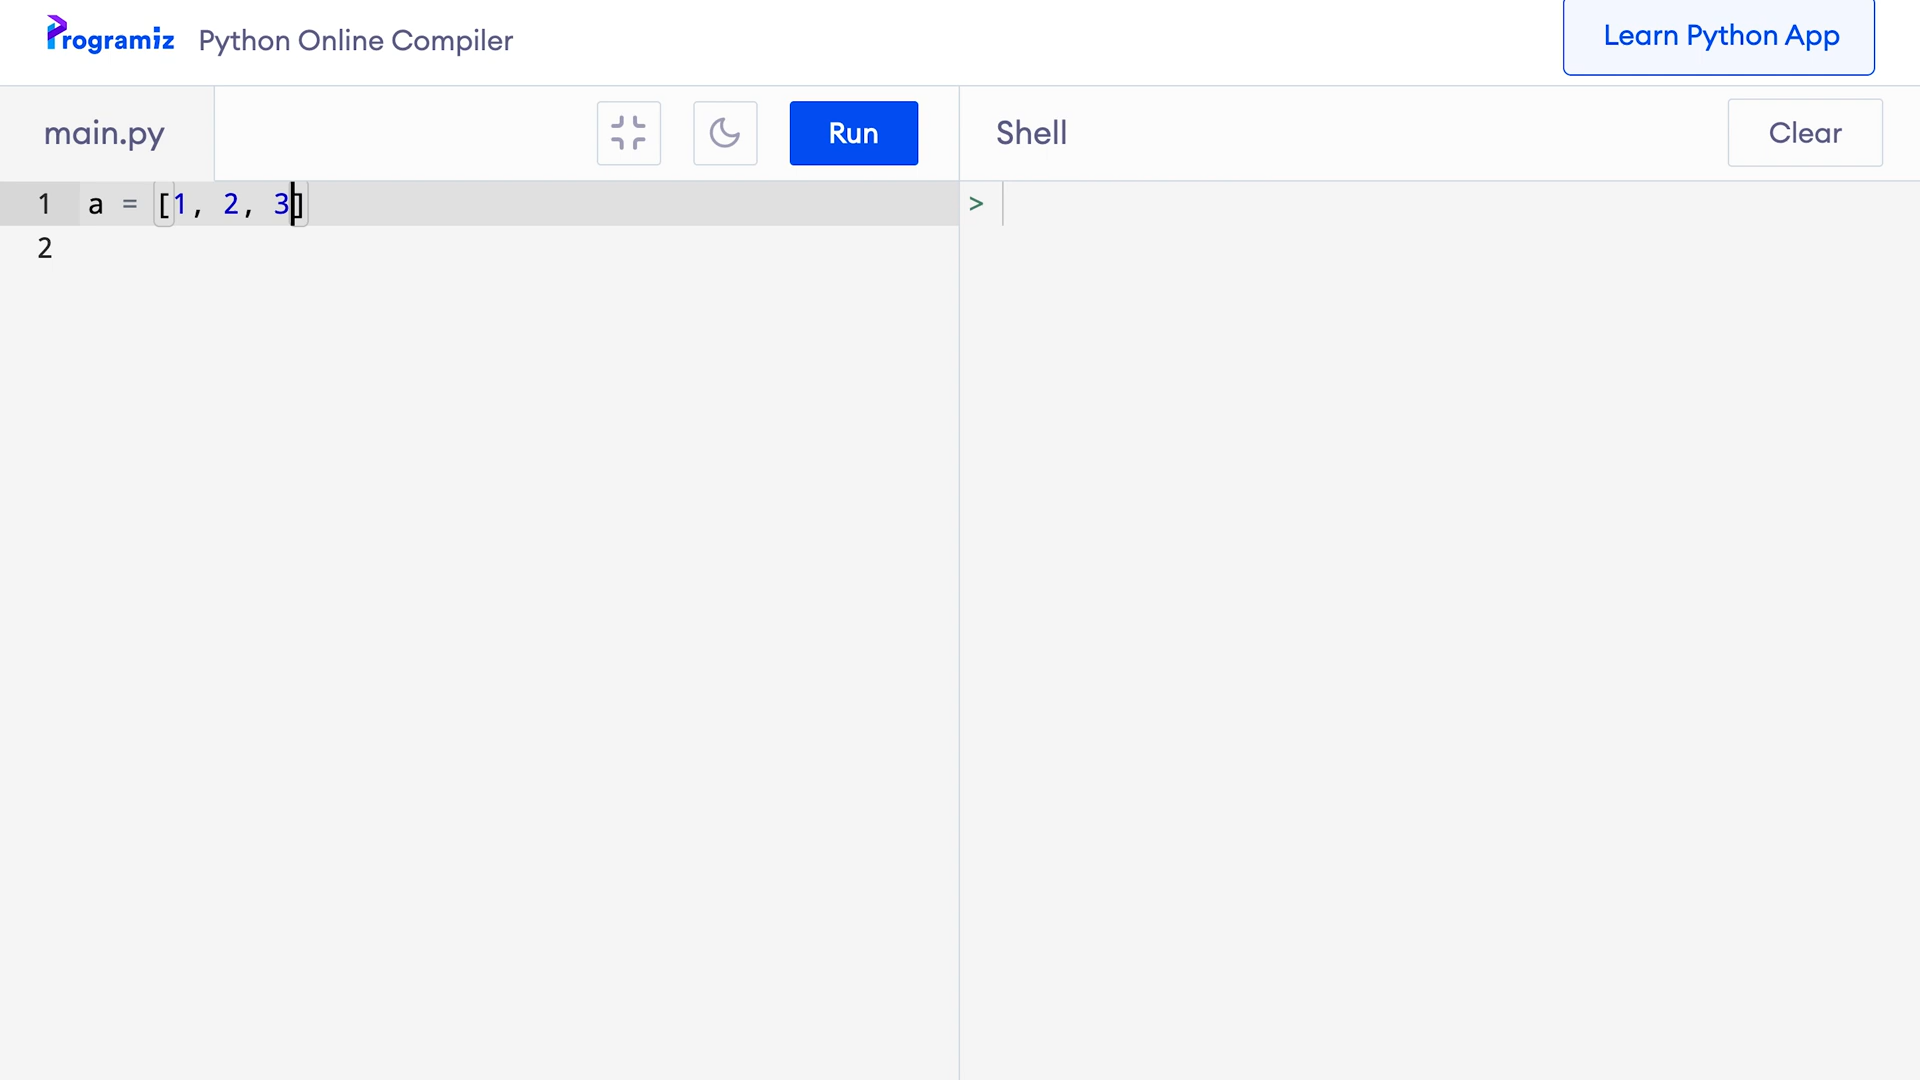 Programiz Python Online Compiler
Learn Python App
main.py
Run
Shell
Clear
1 a = [1, 2, 3]
2
>